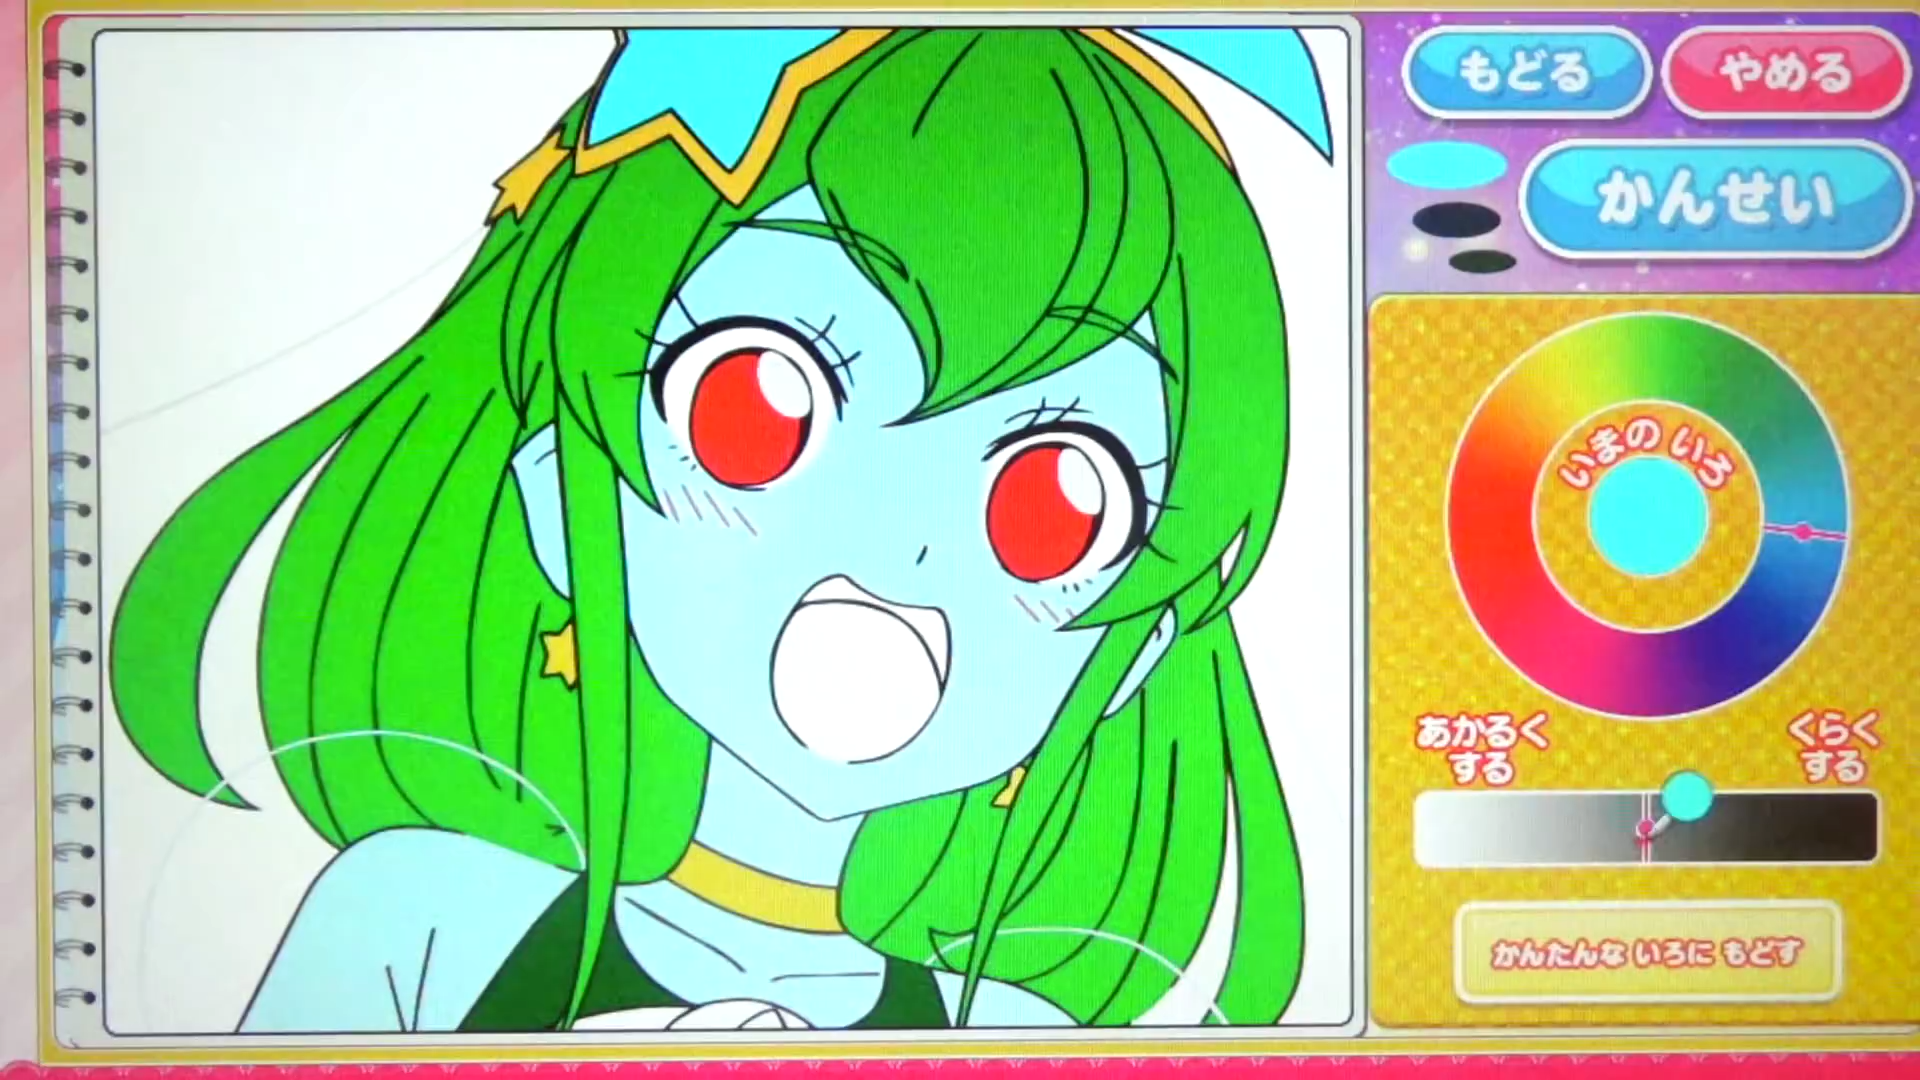 もどる
やめる
かんせい
いまの いろ
あかるく
する
くらく
する
かんたんな いろに もどす